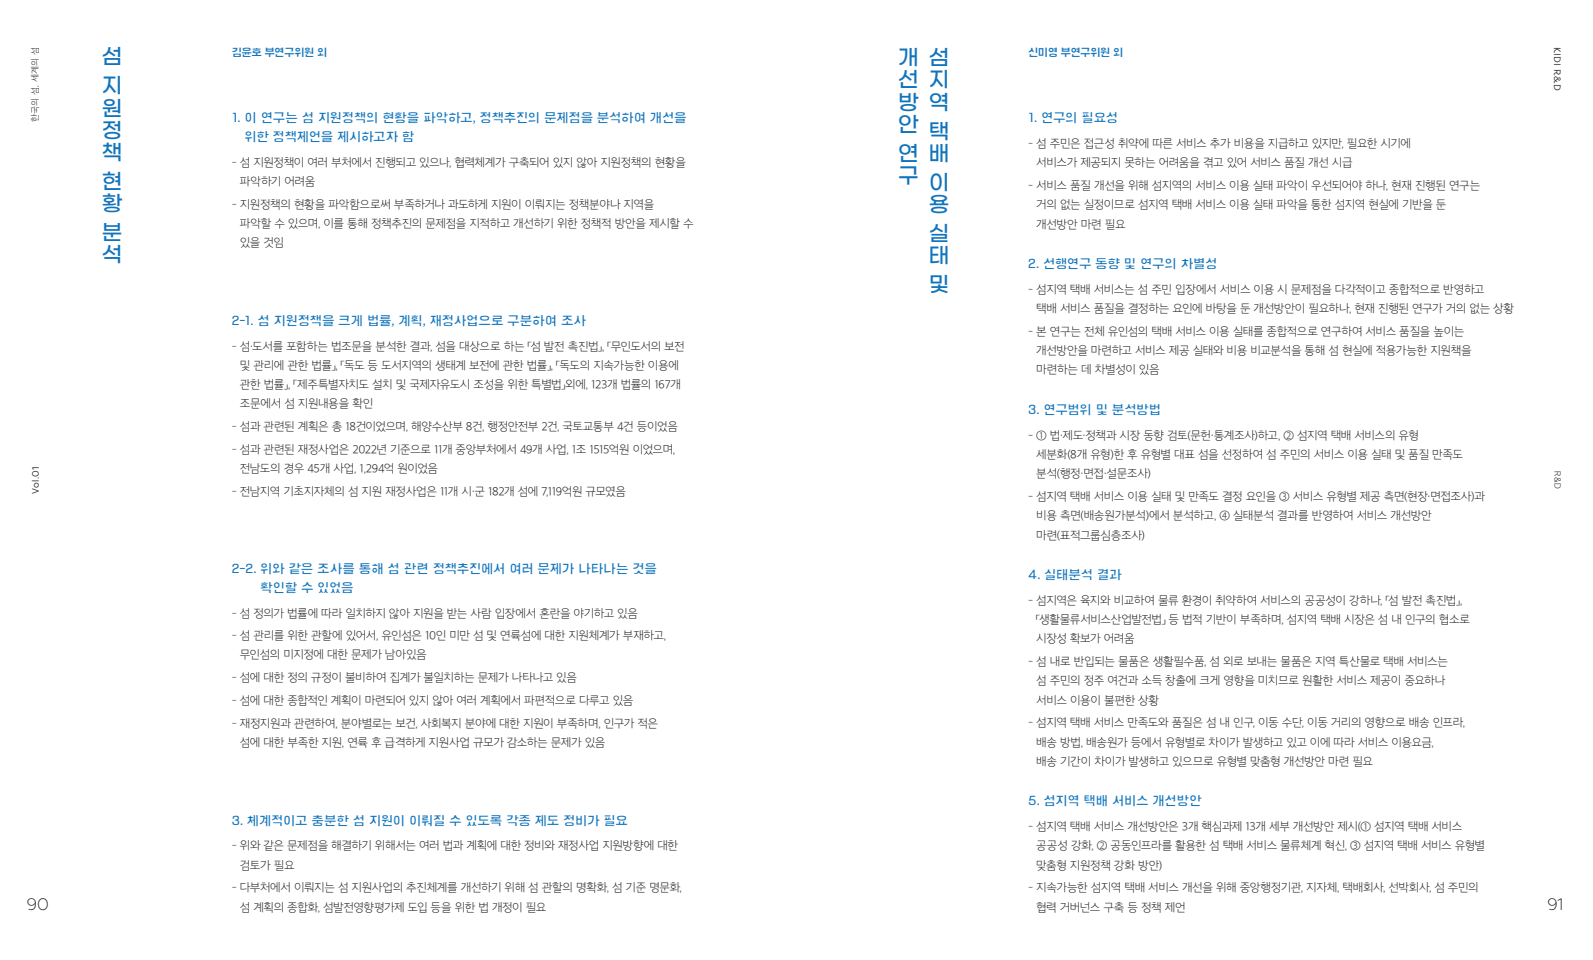 한국의 섬, 세계의 섬
Vol.01
90
섬 지원정책 현황 분석
김윤호 부연구위원 외
1. 이 연구는 섬 지원정책의 현황을 파악하고, 정책추진의 문제점을 분석하여 개선을
위한 정책제언을 제시하고자 함
- 섬 지원정책이 여러 부처에서 진행되고 있으나, 협력체계가 구축되어 있지 않아 지원정책의 현황을
파악하기 어려움
- 지원정책의 현황을 파악함으로써 부족하거나 과도하게 지원이 이뤄지는 정책분야나 지역을
파악할 수 있으며, 이를 통해 정책추진의 문제점을 지적하고 개선하기 위한 정책적 방안을 제시할 수
있을 것임
2-1. 섬 지원정책을 크게 법률, 계획, 재정사업으로 구분하여 조사
- 섬·도서를 포함하는 법조문을 분석한 결과, 섬을 대상으로 하는 「섬 발전 촉진법」, 「무인도서의 보전
및 관리에 관한 법률」, 「독도 등 도서지역의 생태계 보전에 관한 법률」, 「독도의 지속가능한 이용에
관한 법률」, 「제주특별자치도 설치 및 국제자유도시 조성을 위한 특별법」외에, 123개 법률의 167개
조문에서 섬 지원내용을 확인
- 섬과 관련된 계획은 총 18건이었으며, 해양수산부 8건, 행정안전부 2건, 국토교통부 4건 등이었음
- 섬과 관련된 재정사업은 2022년 기준으로 11개 중앙부처에서 49개 사업, 1조 1515억원 이었으며,
전남도의 경우 45개 사업, 1,294억 원이었음
- 전남지역 기초지자체의 섬 지원 재정사업은 11개 시·군 182개 섬에 7,119억원 규모였음
2-2. 위와 같은 조사를 통해 섬 관련 정책추진에서 여러 문제가 나타나는 것을
확인할 수 있었음
- 섬 정의가 법률에 따라 일치하지 않아 지원을 받는 사람 입장에서 혼란을 야기하고 있음
- 섬 관리를 위한 관할에 있어서, 유인섬은 10인 미만 섬 및 연륙섬에 대한 지원체계가 부재하고,
무인섬의 미지정에 대한 문제가 남아있음
- 섬에 대한 정의 규정이 불비하여 집계가 불일치하는 문제가 나타나고 있음
- 섬에 대한 종합적인 계획이 마련되어 있지 않아 여러 계획에서 파편적으로 다루고 있음
- 재정지원과 관련하여, 분야별로는 보건, 사회복지 분야에 대한 지원이 부족하며, 인구가 적은
섬에 대한 부족한 지원, 연륙 후 급격하게 지원사업 규모가 감소하는 문제가 있음
3. 체계적이고 충분한 섬 지원이 이뤄질 수 있도록 각종 제도 정비가 필요
- 위와 같은 문제점을 해결하기 위해서는 여러 법과 계획에 대한 정비와 재정사업 지원방향에 대한
검토가 필요
- 다부처에서 이뤄지는 섬 지원사업의 추진체계를 개선하기 위해 섬 관할의 명확화, 섬 기준 명문화,
섬 계획의 종합화, 섬발전영향평가제 도입 등을 위한 법 개정이 필요
섬지역 택배 이용 실태 및
개선방안 연구
신미영 부연구위원 외
1. 연구의 필요성
- 섬 주민은 접근성 취약에 따른 서비스 추가 비용을 지급하고 있지만, 필요한 시기에
서비스가 제공되지 못하는 어려움을 겪고 있어 서비스 품질 개선 시급
- 서비스 품질 개선을 위해 섬지역의 서비스 이용 실태 파악이 우선되어야 하나, 현재 진행된 연구는
거의 없는 실정이므로 섬지역 택배 서비스 이용 실태 파악을 통한 섬지역 현실에 기반을 둔
개선방안 마련 필요
2. 선행연구 동향 및 연구의 차별성
- 섬지역 택배 서비스는 섬 주민 입장에서 서비스 이용 시 문제점을 다각적이고 종합적으로 반영하고
택배 서비스 품질을 결정하는 요인에 바탕을 둔 개선방안이 필요하나, 현재 진행된 연구가 거의 없는 상황
- 본 연구는 전체 유인섬의 택배 서비스 이용 실태를 종합적으로 연구하여 서비스 품질을 높이는
개선방안을 마련하고 서비스 제공 실태와 비용 비교분석을 통해 섬 현실에 적용가능한 지원책을
마련하는 데 차별성이 있음
3. 연구범위 및 분석방법
- ① 법·제도·정책과 시장 동향 검토(문헌·통계조사)하고, ② 섬지역 택배 서비스의 유형
세분화(8개 유형)한 후 유형별 대표 섬을 선정하여 섬 주민의 서비스 이용 실태 및 품질 만족도
분석(행정·면접·설문조사)
- 섬지역 택배 서비스 이용 실태 및 만족도 결정 요인을 ③ 서비스 유형별 제공 측면(현장·면접조사)과
비용 측면(배송원가분석)에서 분석하고, ④ 실태분석 결과를 반영하여 서비스 개선방안
마련(표적그룹심층조사)
4. 실태분석 결과
- 섬지역은 육지와 비교하여 물류 환경이 취약하여 서비스의 공공성이 강하나, 「섬 발전 촉진법」,
「생활물류서비스산업발전법」 등 법적 기반이 부족하며, 섬지역 택배 시장은 섬 내 인구의 협소로
시장성 확보가 어려움
- 섬 내로 반입되는 물품은 생활필수품, 섬 외로 보내는 물품은 지역 특산물로 택배 서비스는
섬 주민의 정주 여건과 소득 창출에 크게 영향을 미치므로 원활한 서비스 제공이 중요하나
서비스 이용이 불편한 상황
- 섬지역 택배 서비스 만족도와 품질은 섬 내 인구, 이동 수단, 이동 거리의 영향으로 배송 인프라,
배송 방법, 배송원가 등에서 유형별로 차이가 발생하고 있고 이에 따라 서비스 이용요금,
배송 기간이 차이가 발생하고 있으므로 유형별 맞춤형 개선방안 마련 필요
5. 섬지역 택배 서비스 개선방안
- 섬지역 택배 서비스 개선방안은 3개 핵심과제 13개 세부 개선방안 제시(① 섬지역 택배 서비스
공공성 강화, ② 공동인프라를 활용한 섬 택배 서비스 물류체계 혁신, ③ 섬지역 택배 서비스 유형별
맞춤형 지원정책 강화 방안)
- 지속가능한 섬지역 택배 서비스 개선을 위해 중앙행정기관, 지자체, 택배회사, 선박회사, 섬 주민의
협력 거버넌스 구축 등 정책 제언
KIDI R&D
R&D
91